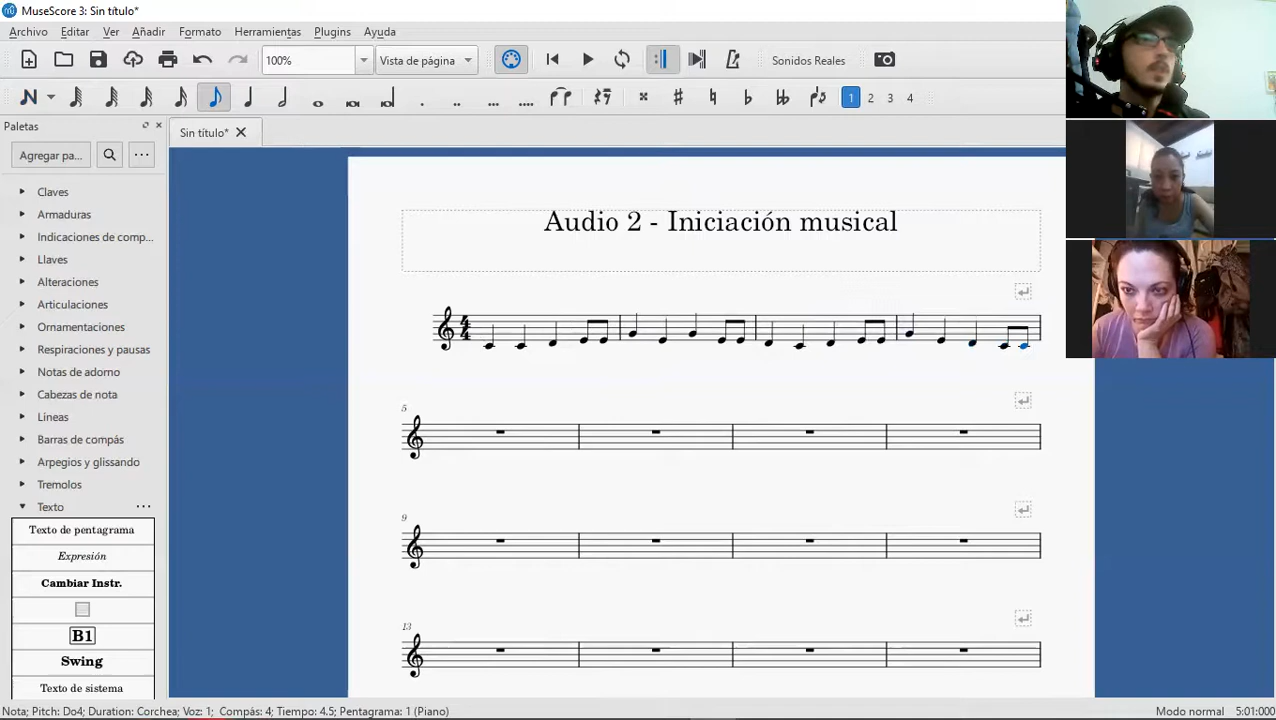 MuseScore 3: Sin título*
Archivo Editar Ver Añadir Formato Herramientas Plugins Ayuda
100% Vista de página Sonidos Reales
1 2 3 4
Paletas
Sin título*
Agregar pa...
Claves
Armaduras
Indicaciones de comp...
Llaves
Alteraciones
Articulaciones
Ornamentaciones
Respiraciones y pausas
Notas de adorno
Cabezas de nota
Líneas
Barras de compás
Arpegios y glissando
Tremolos
Texto
Texto de pentagrama
Expresión
Cambiar Instr.
B1
Swing
Texto de sistema
Audio 2 - Iniciación musical
4
4
5
9
13
Nota; Pitch: Do4; Duration: Corchea; Voz: 1; Compás: 4; Tiempo: 4.5; Pentagrama: 1 (Piano) Modo normal 5:01:000